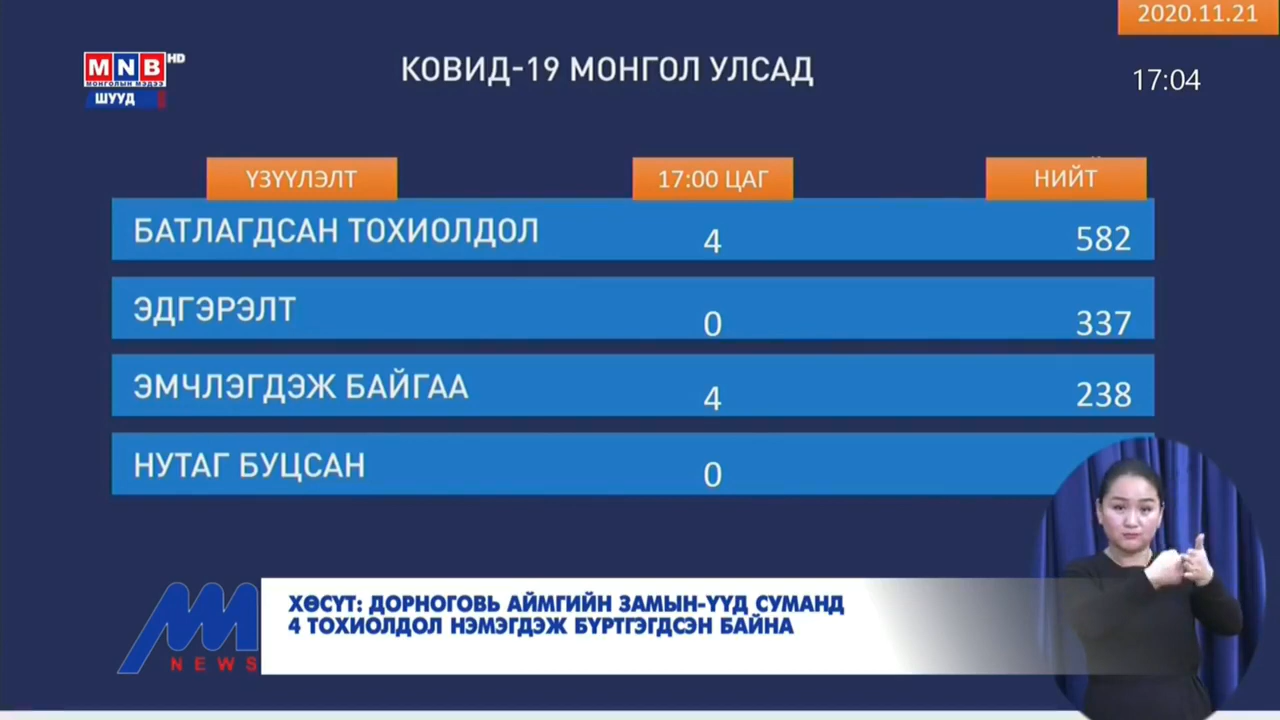 2020.11.21
MNB HD
МОНГОЛЫН МЭДЭЭ
ШУУД
КОВИД-19 МОНГОЛ УЛСАД
17:04
ҮЗҮҮЛЭЛТ 17:00 ЦАГ НИЙТ
БАТЛАГДСАН ТОХИОЛДОЛ 4 582
ЭДГЭРЭЛТ 0 337
ЭМЧЛЭГДЭЖ БАЙГАА 4 238
НУТАГ БУЦСАН 0
ХӨСҮТ: ДОРНОГОВЬ АЙМГИЙН ЗАМЫН-ҮҮД СУМАНД
4 ТОХИОЛДОЛ НЭМЭГДЭЖ БҮРТГЭГДСЭН БАЙНА
NEWS